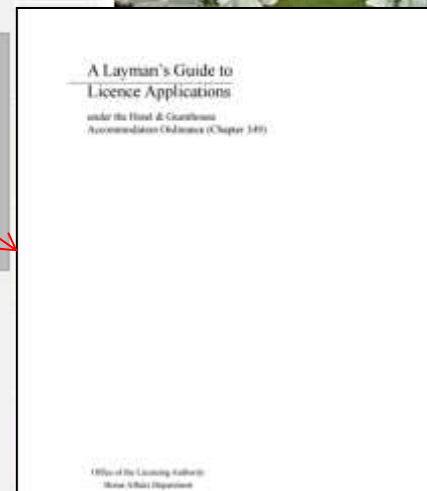 A Layman's Guide to
Licence Applications
under the Hotel & Guesthouse
Accommodation Ordinance (Chapter 349)
Office of the Licensing Authority
Home Affairs Department